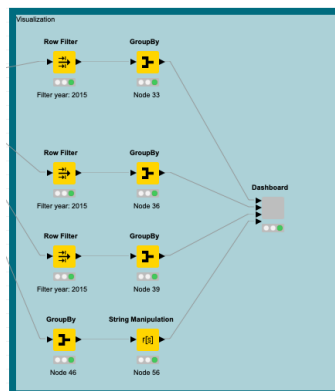 Visualization
Row Filter GroupBy
Filter year: 2015 Node 33
Row Filter GroupBy
Filter year: 2015 Node 36
Dashboard
Row Filter GroupBy
Filter year: 2015 Node 39
GroupBy String Manipulation
r[s]
Node 46 Node 56